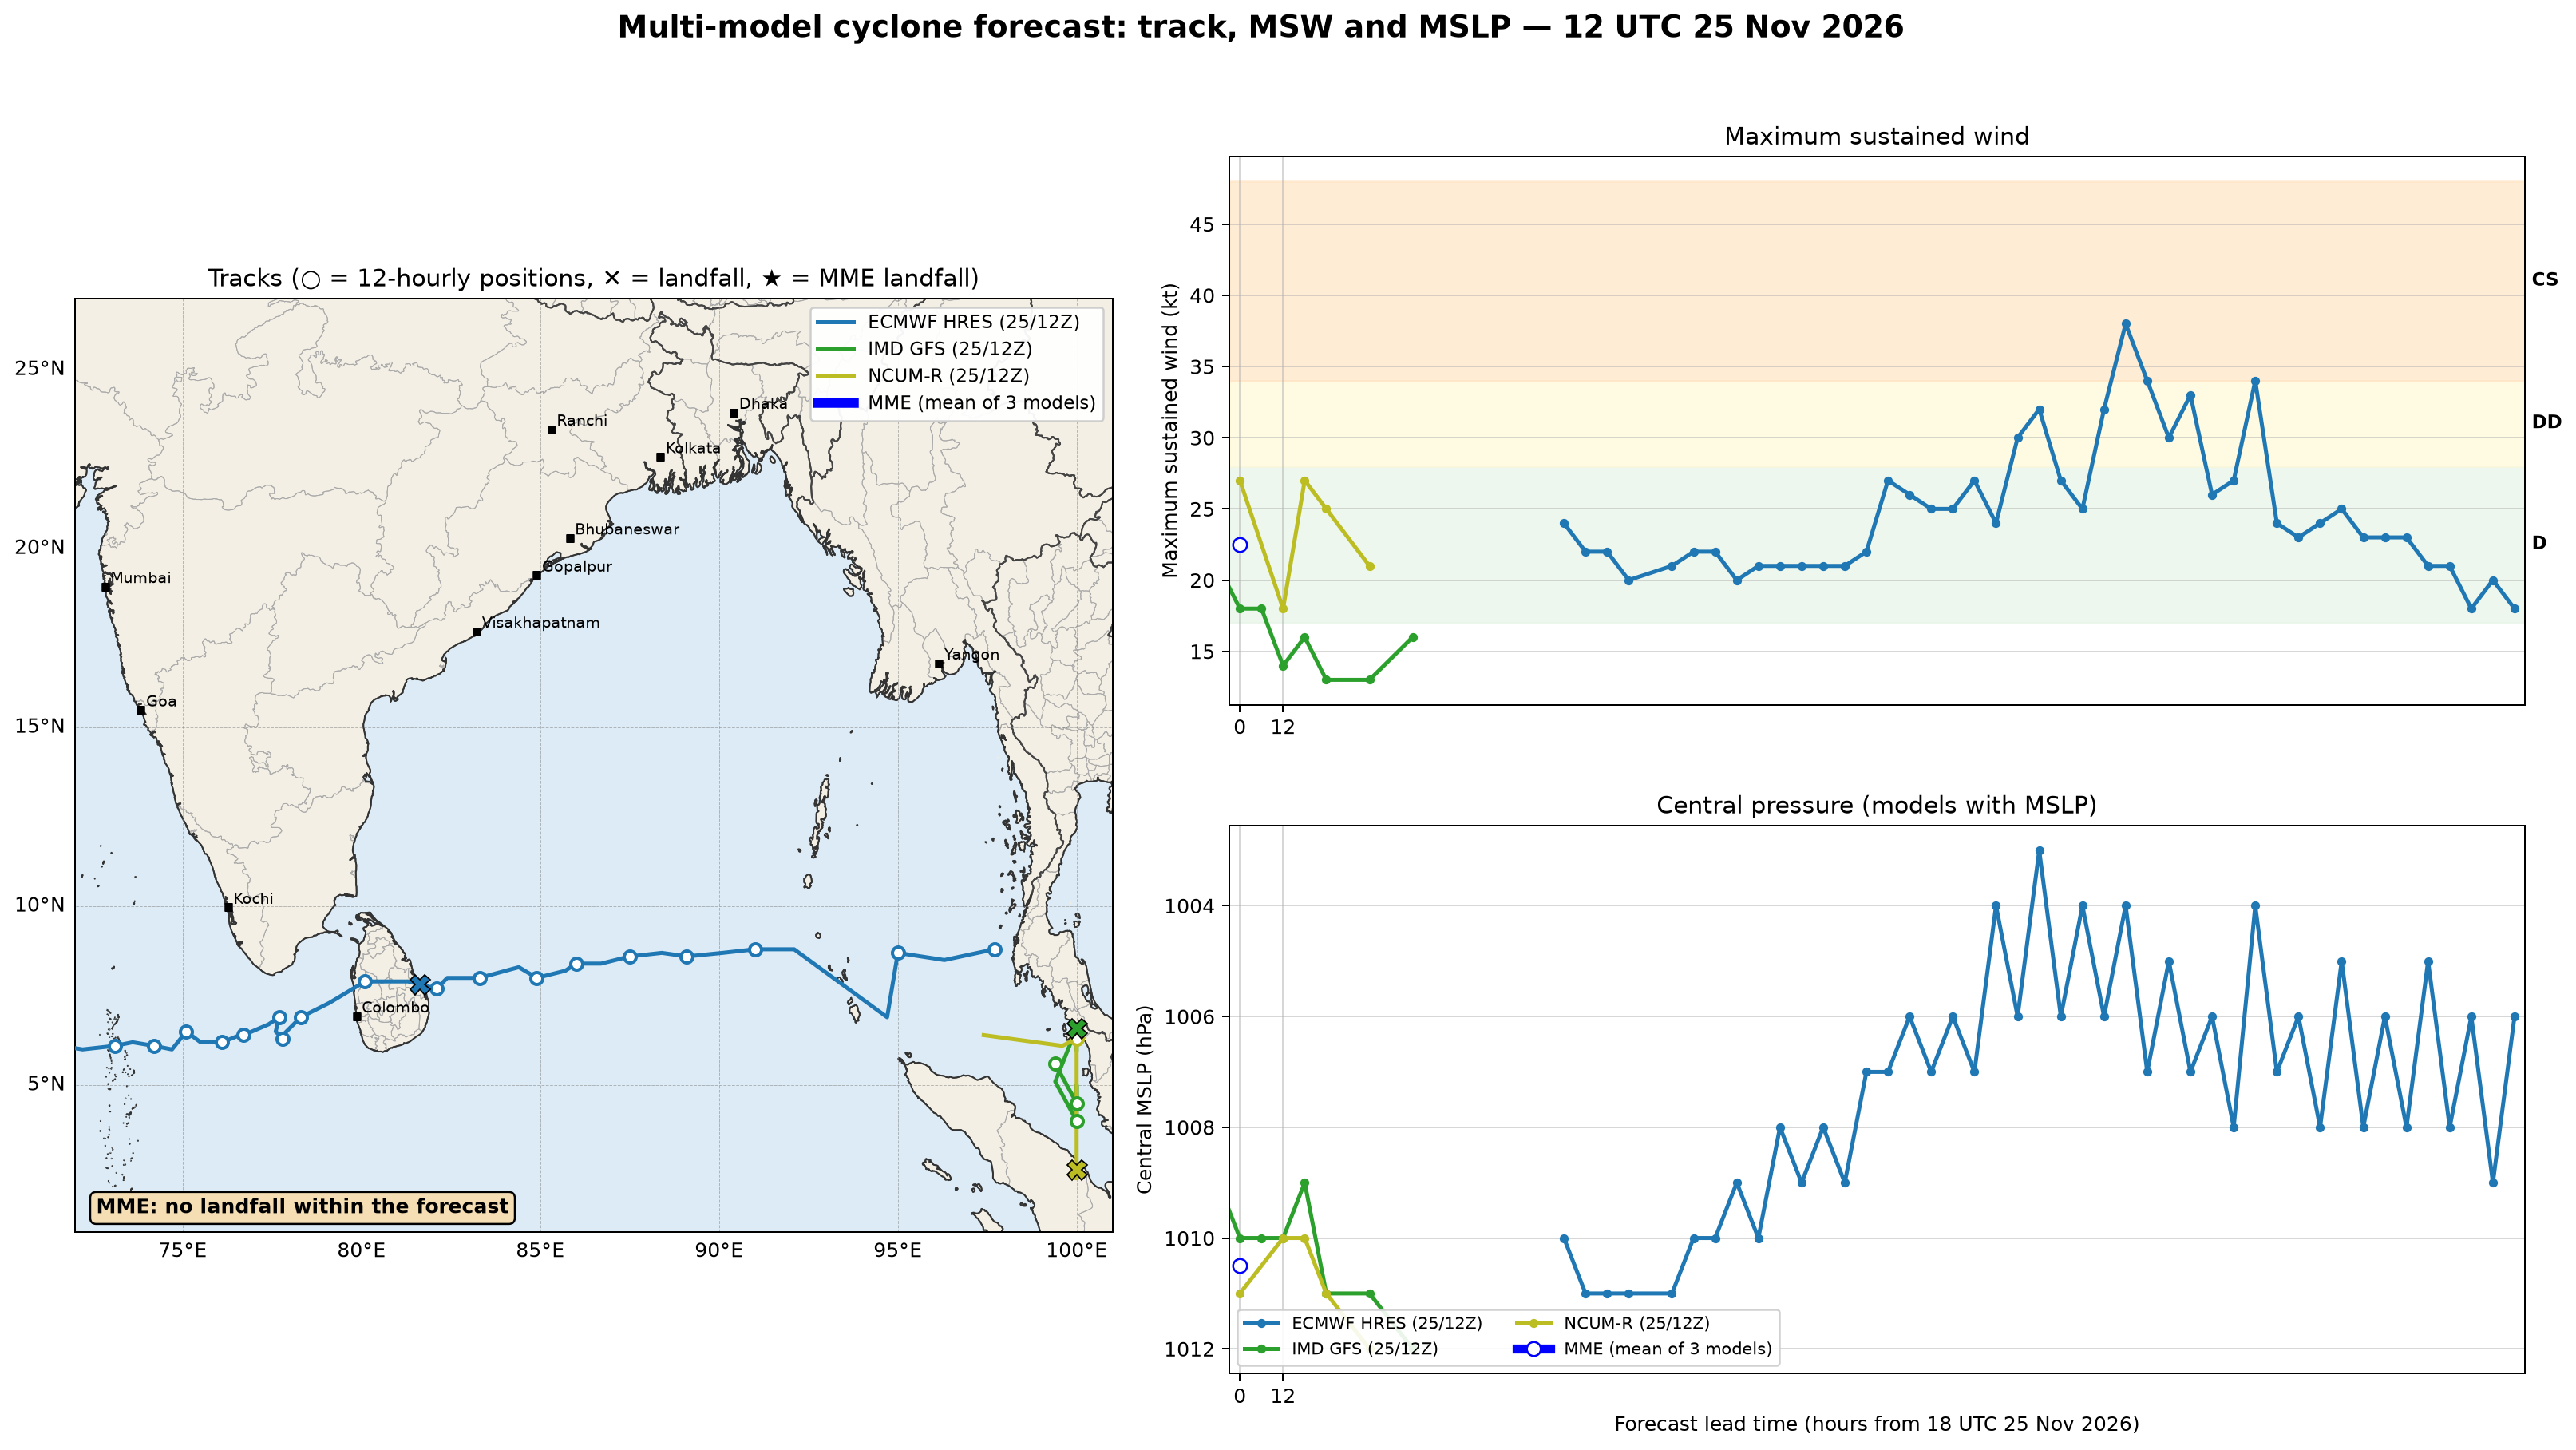 Multi-model cyclone forecast: track, MSW and MSLP — 12 UTC 25 Nov 2026
Tracks (○ = 12-hourly positions, ✕ = landfall, ★ = MME landfall)
ECMWF HRES (25/12Z)
IMD GFS (25/12Z)
NCUM-R (25/12Z)
MME (mean of 3 models)
25°N
20°N
15°N
10°N
5°N
Dhaka
Ranchi
Kolkata
Bhubaneswar
Gopalpur
Mumbai
Visakhapatnam
Yangon
Goa
Kochi
Colombo
MME: no landfall within the forecast
75°E
80°E
85°E
90°E
95°E
100°E
Maximum sustained wind
Maximum sustained wind (kt)
45
40
35
30
25
20
15
CS
DD
D
0
12
Central pressure (models with MSLP)
Central MSLP (hPa)
1004
1006
1008
1010
1012
ECMWF HRES (25/12Z)
IMD GFS (25/12Z)
NCUM-R (25/12Z)
MME (mean of 3 models)
0
12
Forecast lead time (hours from 18 UTC 25 Nov 2026)